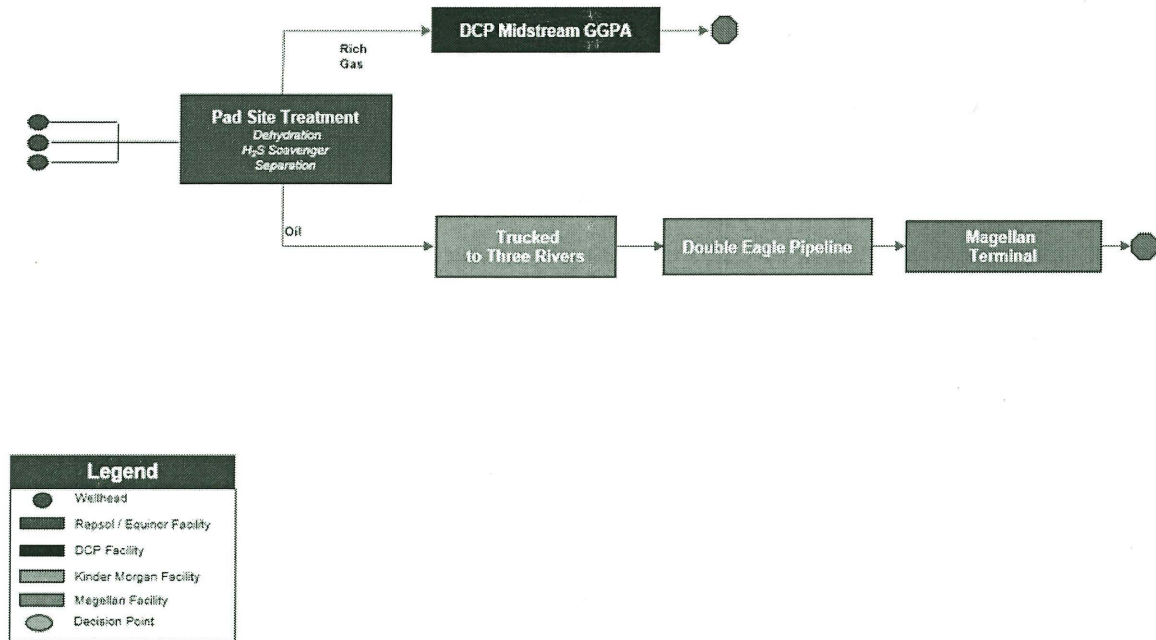 DCP Midstream GGPA
Rich
Gas
Pad Site Treatment
Dehydration
H₂S Scavenger
Separation
Oil
Trucked
to Three Rivers
Double Eagle Pipeline
Magellan
Terminal
Legend
Wellhead
Repsol / Equinor Facility
DCP Facility
Kinder Morgan Facility
Magellan Facility
Decision Point